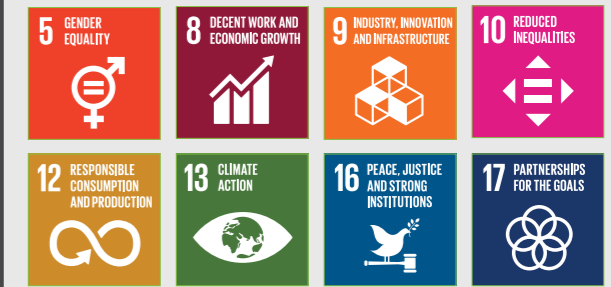 5 GENDER
EQUALITY
8 DECENT WORK AND
ECONOMIC GROWTH
9 INDUSTRY, INNOVATION
AND INFRASTRUCTURE
10 REDUCED
INEQUALITIES
12 RESPONSIBLE
CONSUMPTION
AND PRODUCTION
13 CLIMATE
ACTION
16 PEACE, JUSTICE
AND STRONG
INSTITUTIONS
17 PARTNERSHIPS
FOR THE GOALS